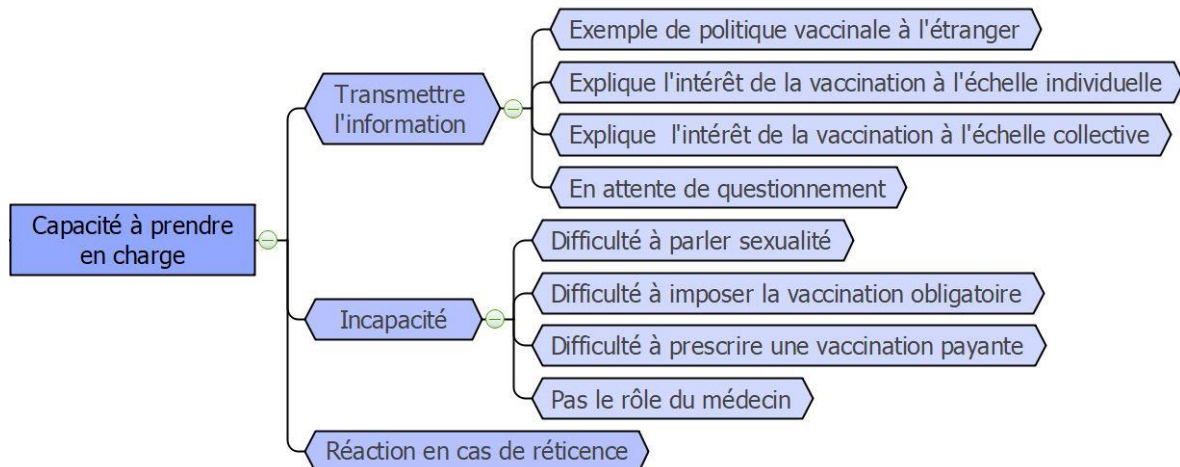 Capacité à prendre
en charge
Transmettre
l'information
Exemple de politique vaccinale à l'étranger
Explique l'intérêt de la vaccination à l'échelle individuelle
Explique l'intérêt de la vaccination à l'échelle collective
En attente de questionnement
Incapacité
Difficulté à parler sexualité
Difficulté à imposer la vaccination obligatoire
Difficulté à prescrire une vaccination payante
Pas le rôle du médecin
Réaction en cas de réticence